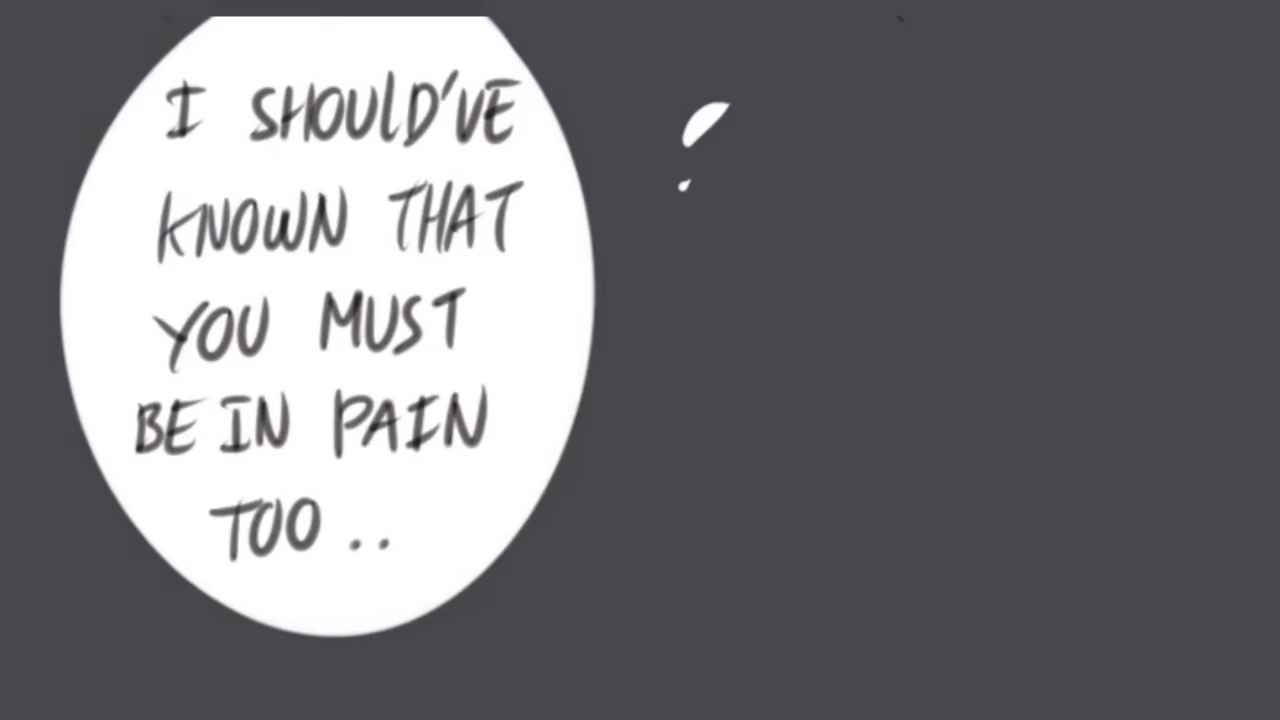 I SHOULD'VE
KNOWN THAT
YOU MUST
BE IN PAIN
TOO..